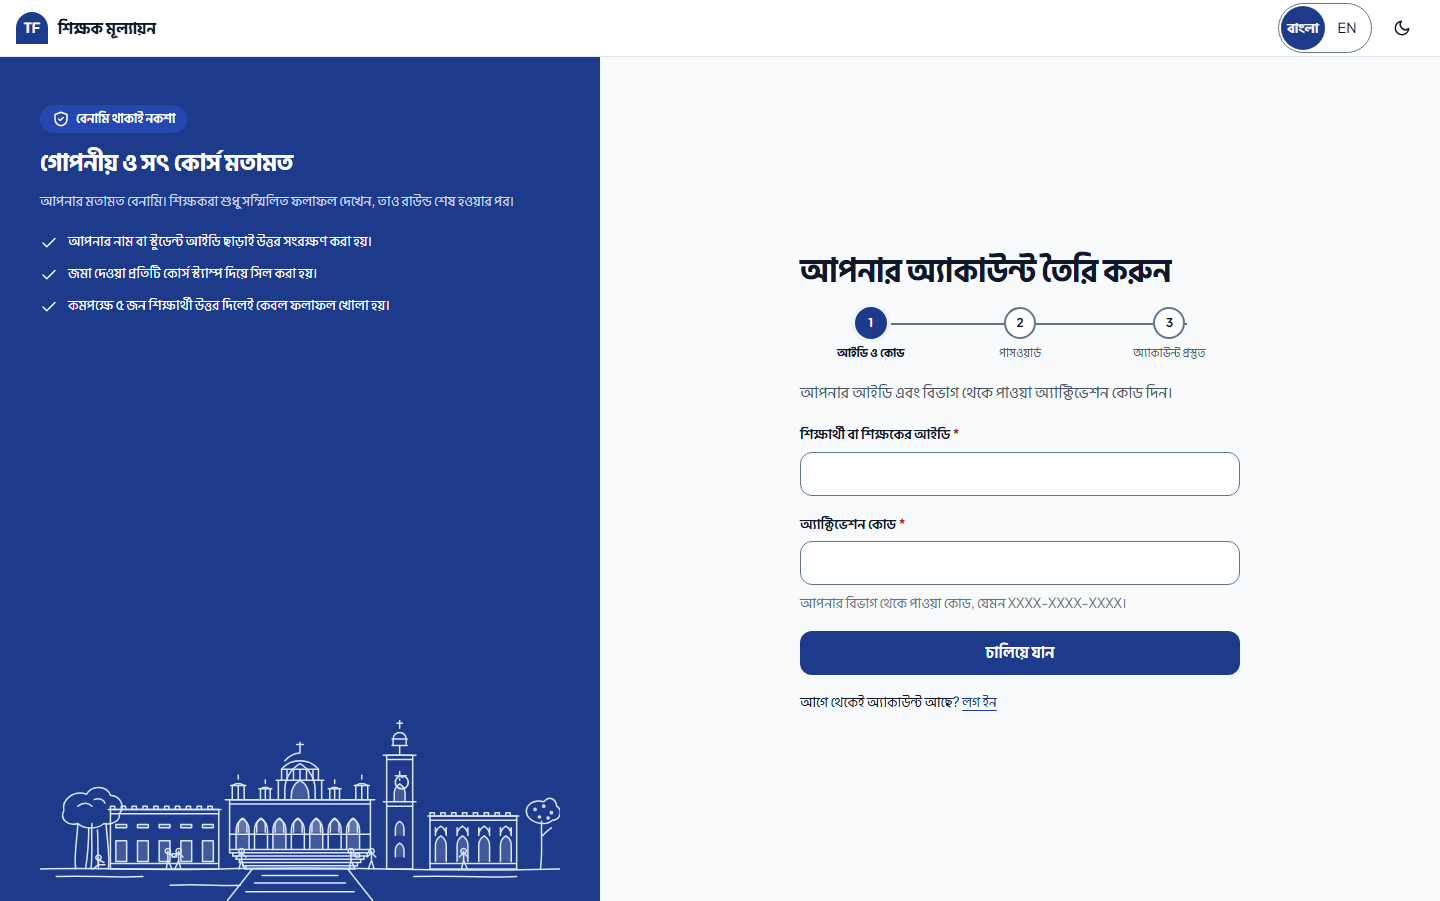 TF শিক্ষক মূল্যায়ন
বাংলা EN
বেনামি থাকাই নকশা
গোপনীয় ও সৎ কোর্স মতামত
আপনার মতামত বেনামি। শিক্ষকরা শুধু সম্মিলিত ফলাফল দেখেন, তাও রাউন্ড শেষ হওয়ার পর।
আপনার নাম বা স্টুডেন্ট আইডি ছাড়াই উত্তর সংরক্ষণ করা হয়।
জমা দেওয়া প্রতিটি কোর্স স্ট্যাম্প দিয়ে সিল করা হয়।
কমপক্ষে ৫ জন শিক্ষার্থী উত্তর দিলেই কেবল ফলাফল খোলা হয়।
আপনার অ্যাকাউন্ট তৈরি করুন
1 2 3
আইডি ও কোড পাসওয়ার্ড অ্যাকাউন্ট প্রস্তুত
আপনার আইডি এবং বিভাগ থেকে পাওয়া অ্যাক্টিভেশন কোড দিন।
শিক্ষার্থী বা শিক্ষকের আইডি *
অ্যাক্টিভেশন কোড *
আপনার বিভাগ থেকে পাওয়া কোড, যেমন XXXX-XXXX-XXXX।
চালিয়ে যান
আগে থেকেই অ্যাকাউন্ট আছে? লগ ইন